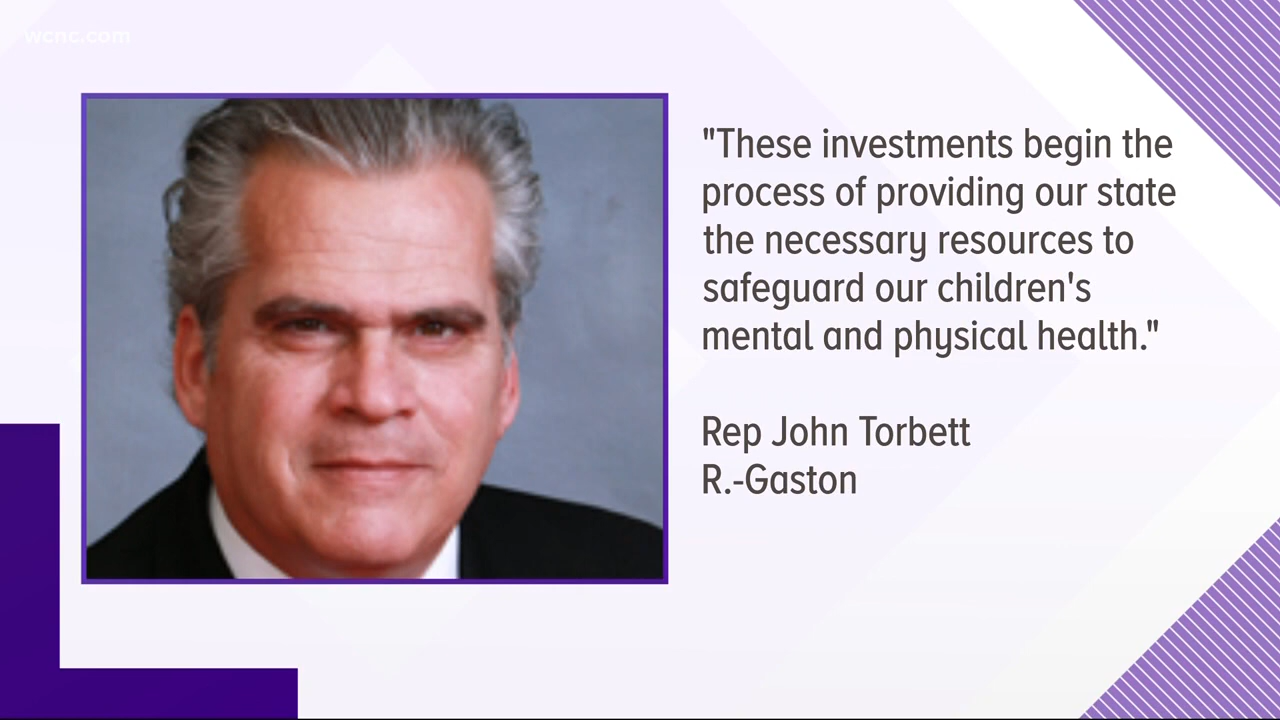 wcnc.com
"These investments begin the
process of providing our state
the necessary resources to
safeguard our children's
mental and physical health."
Rep John Torbett
R.-Gaston